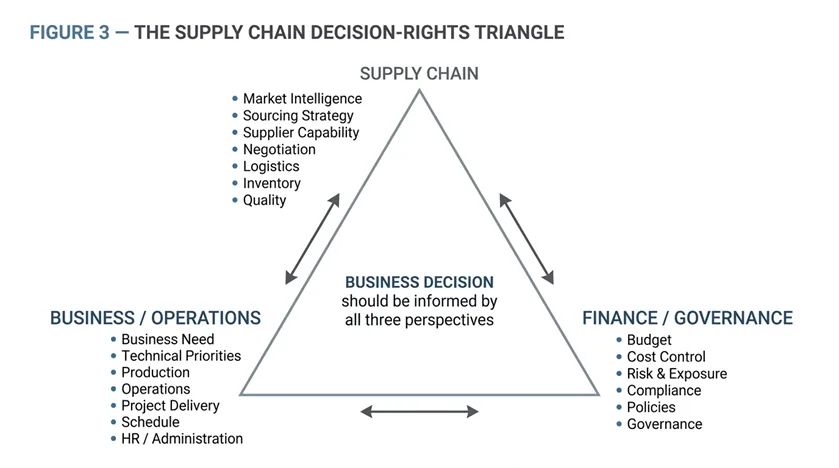 FIGURE 3 — THE SUPPLY CHAIN DECISION-RIGHTS TRIANGLE
SUPPLY CHAIN
• Market Intelligence
• Sourcing Strategy
• Supplier Capability
• Negotiation
• Logistics
• Inventory
• Quality
BUSINESS DECISION
should be informed by
all three perspectives
BUSINESS / OPERATIONS
• Business Need
• Technical Priorities
• Production
• Operations
• Project Delivery
• Schedule
• HR / Administration
FINANCE / GOVERNANCE
• Budget
• Cost Control
• Risk & Exposure
• Compliance
• Policies
• Governance